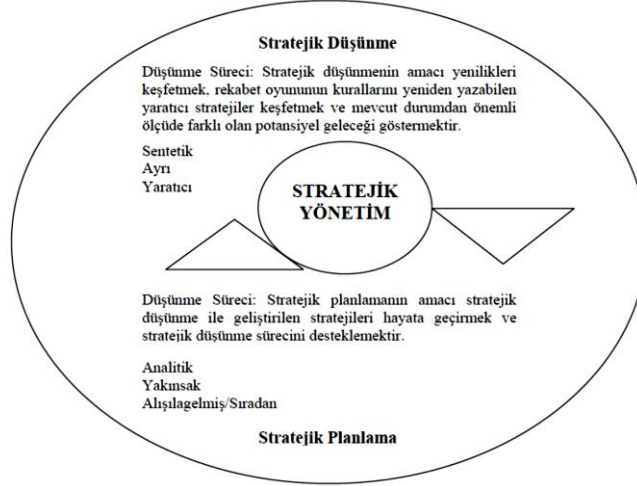 Stratejik Düşünme
Düşünme Süreci: Stratejik düşünmenin amacı yenilikleri
keşfetmek, rekabet oyununun kurallarını yeniden yazabilen
yaratıcı stratejiler keşfetmek ve mevcut durumdan önemli
ölçüde farklı olan potansiyel geleceği göstermektir.
Sentetik
Ayrı
Yaratıcı
STRATEJİK
YÖNETİM
Düşünme Süreci: Stratejik planlamanın amacı stratejik
düşünme ile geliştirilen stratejileri hayata geçirmek ve
stratejik düşünme sürecini desteklemektir.
Analitik
Yakınsak
Alışılagelmiş/Sıradan
Stratejik Planlama